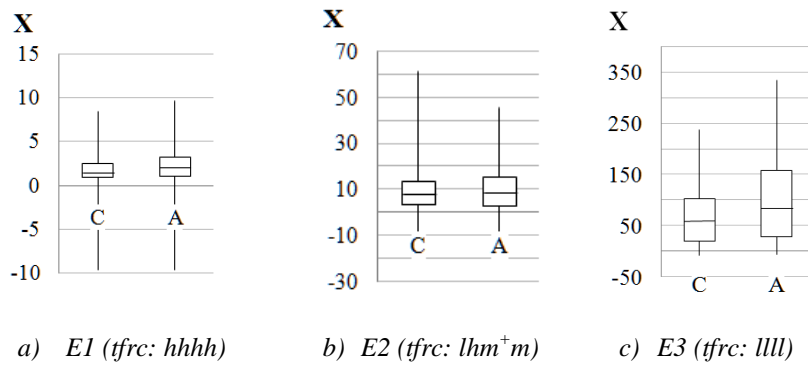 X
15
10
5
0
-5
-10
C
A
a) E1 (tfrc: hhhh)
X
70
50
30
10
-10
-30
C
A
b) E2 (tfrc: lhm⁺m)
X
350
250
150
50
-50
C
A
c) E3 (tfrc: llll)